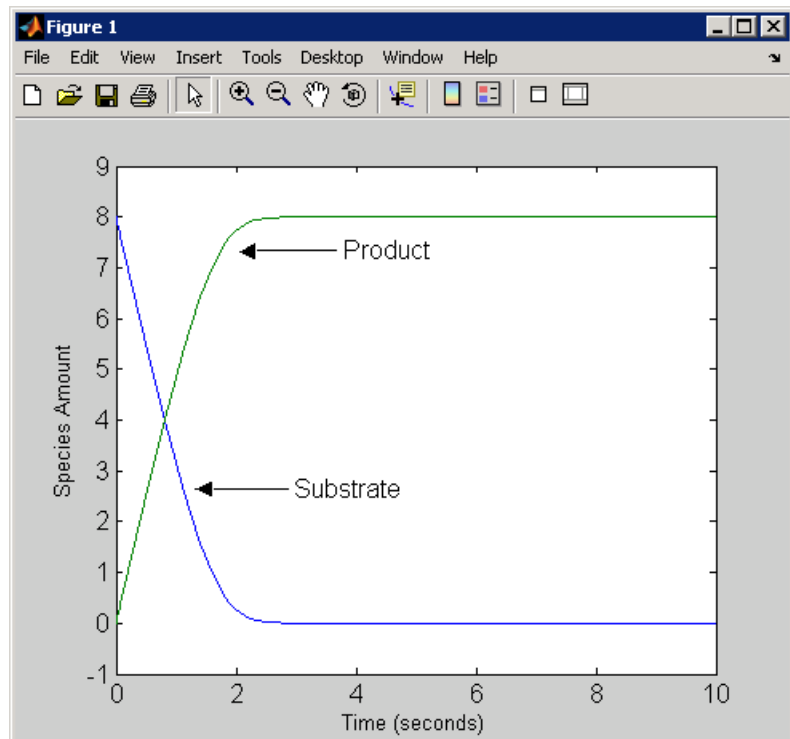 Figure 1
File Edit View Insert Tools Desktop Window Help
9
8
7
6
5
4
3
2
1
0
-1
Species Amount
Product
Substrate
0 2 4 6 8 10
Time (seconds)